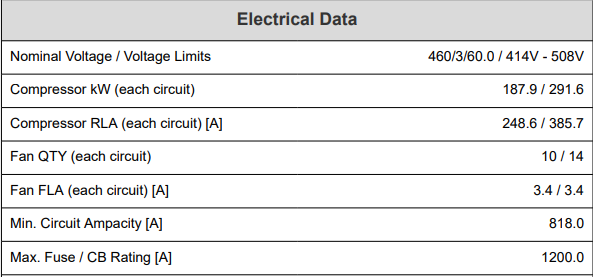 Electrical Data
Nominal Voltage / Voltage Limits 460/3/60.0 / 414V - 508V
Compressor kW (each circuit) 187.9 / 291.6
Compressor RLA (each circuit) [A] 248.6 / 385.7
Fan QTY (each circuit) 10 / 14
Fan FLA (each circuit) [A] 3.4 / 3.4
Min. Circuit Ampacity [A] 818.0
Max. Fuse / CB Rating [A] 1200.0